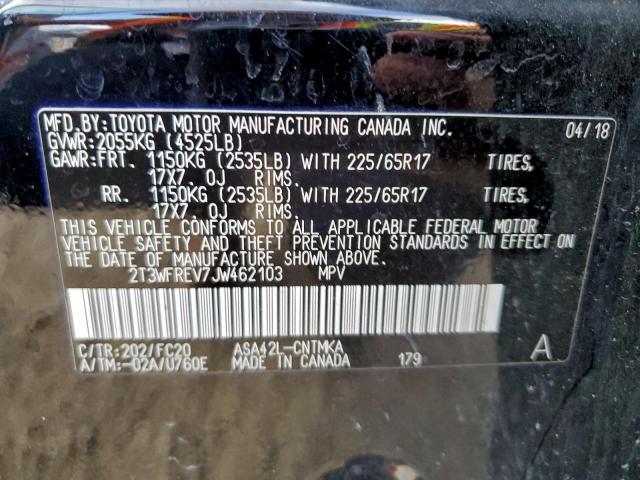 MFD.BY:TOYOTA MOTOR MANUFACTURING CANADA INC. 04/18
GVWR:2055KG (4525LB)
GAWR:FRT. 1150KG (2535LB) WITH 225/65R17 TIRES,
17X7.0J RIMS.
RR. 1150KG (2535LB) WITH 225/65R17 TIRES,
17X7.0J RIMS.
THIS VEHICLE CONFORMS TO ALL APPLICABLE FEDERAL MOTOR
VEHICLE SAFETY AND THEFT PREVENTION STANDARDS IN EFFECT ON
THE DATE OF MANUFACTURE SHOWN ABOVE.
2T3WFREV7JW462103 MPV
C/TR:202/FC20 ASA42L-CNTMKA A
A/TM:-02A/U760E MADE IN CANADA 179